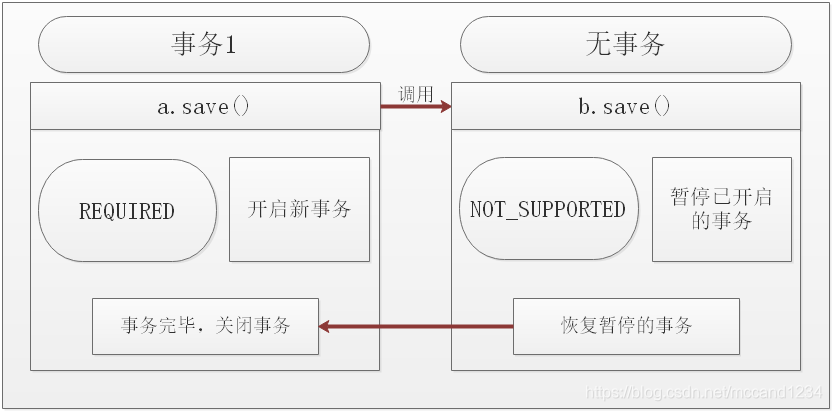 事务1
无事务
a.save()
调用
b.save()
REQUIRED
开启新事务
NOT_SUPPORTED
暂停已开启
的事务
事务完毕，关闭事务
恢复暂停的事务
https://blog.csdn.net/mccand1234